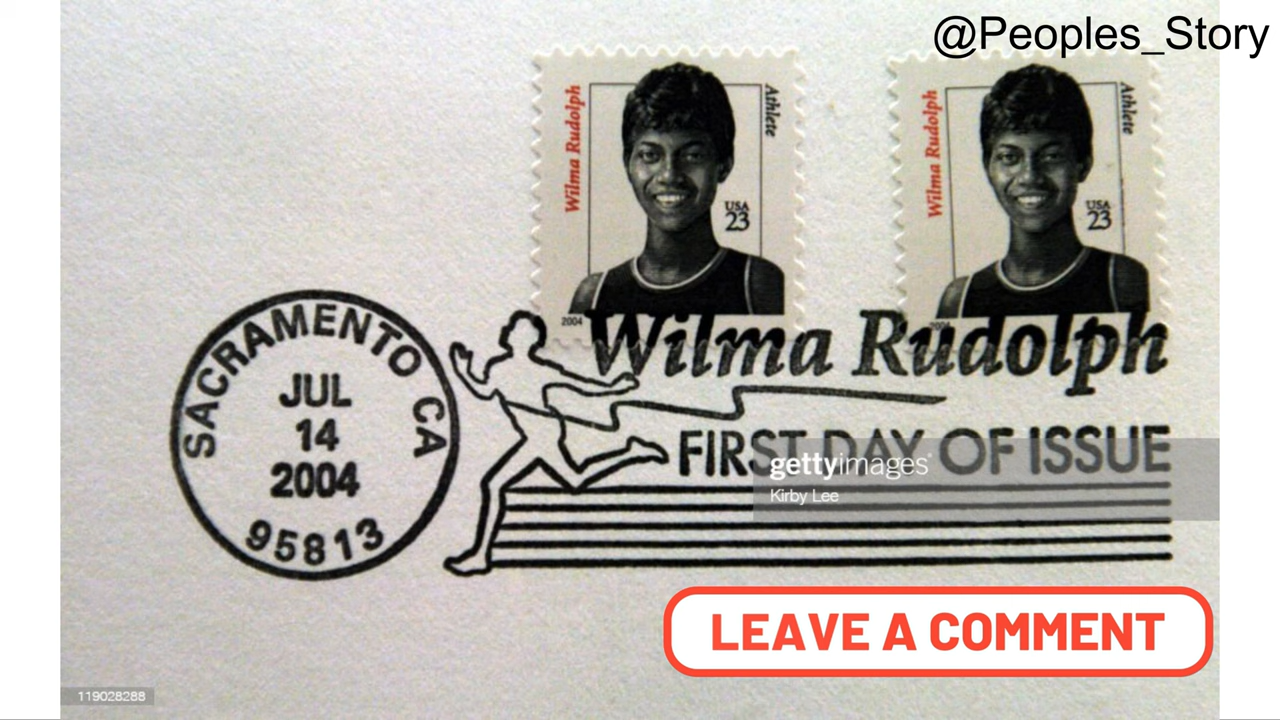 @Peoples_Story
Wilma Rudolph
Athlete
USA
23
2004
Wilma Rudolph
Athlete
USA
23
2004
Wilma Rudolph
FIRST DAY OF ISSUE
SACRAMENTO CA
JUL
14
2004
95813
gettyimages®
Kirby Lee
LEAVE A COMMENT
119028288